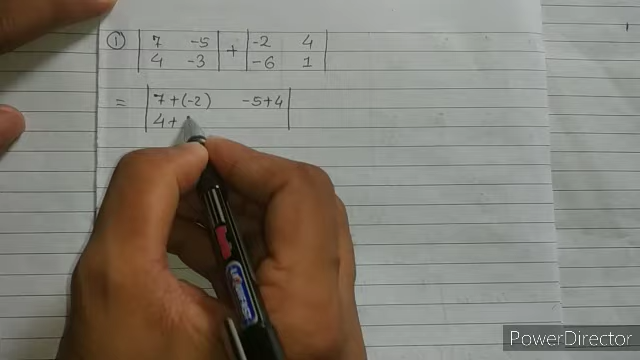 ① | 7 -5 | + | -2 4 |
| 4 -3 | | -6 1 |
= | 7+(-2) -5+4 |
| 4+
PowerDirector